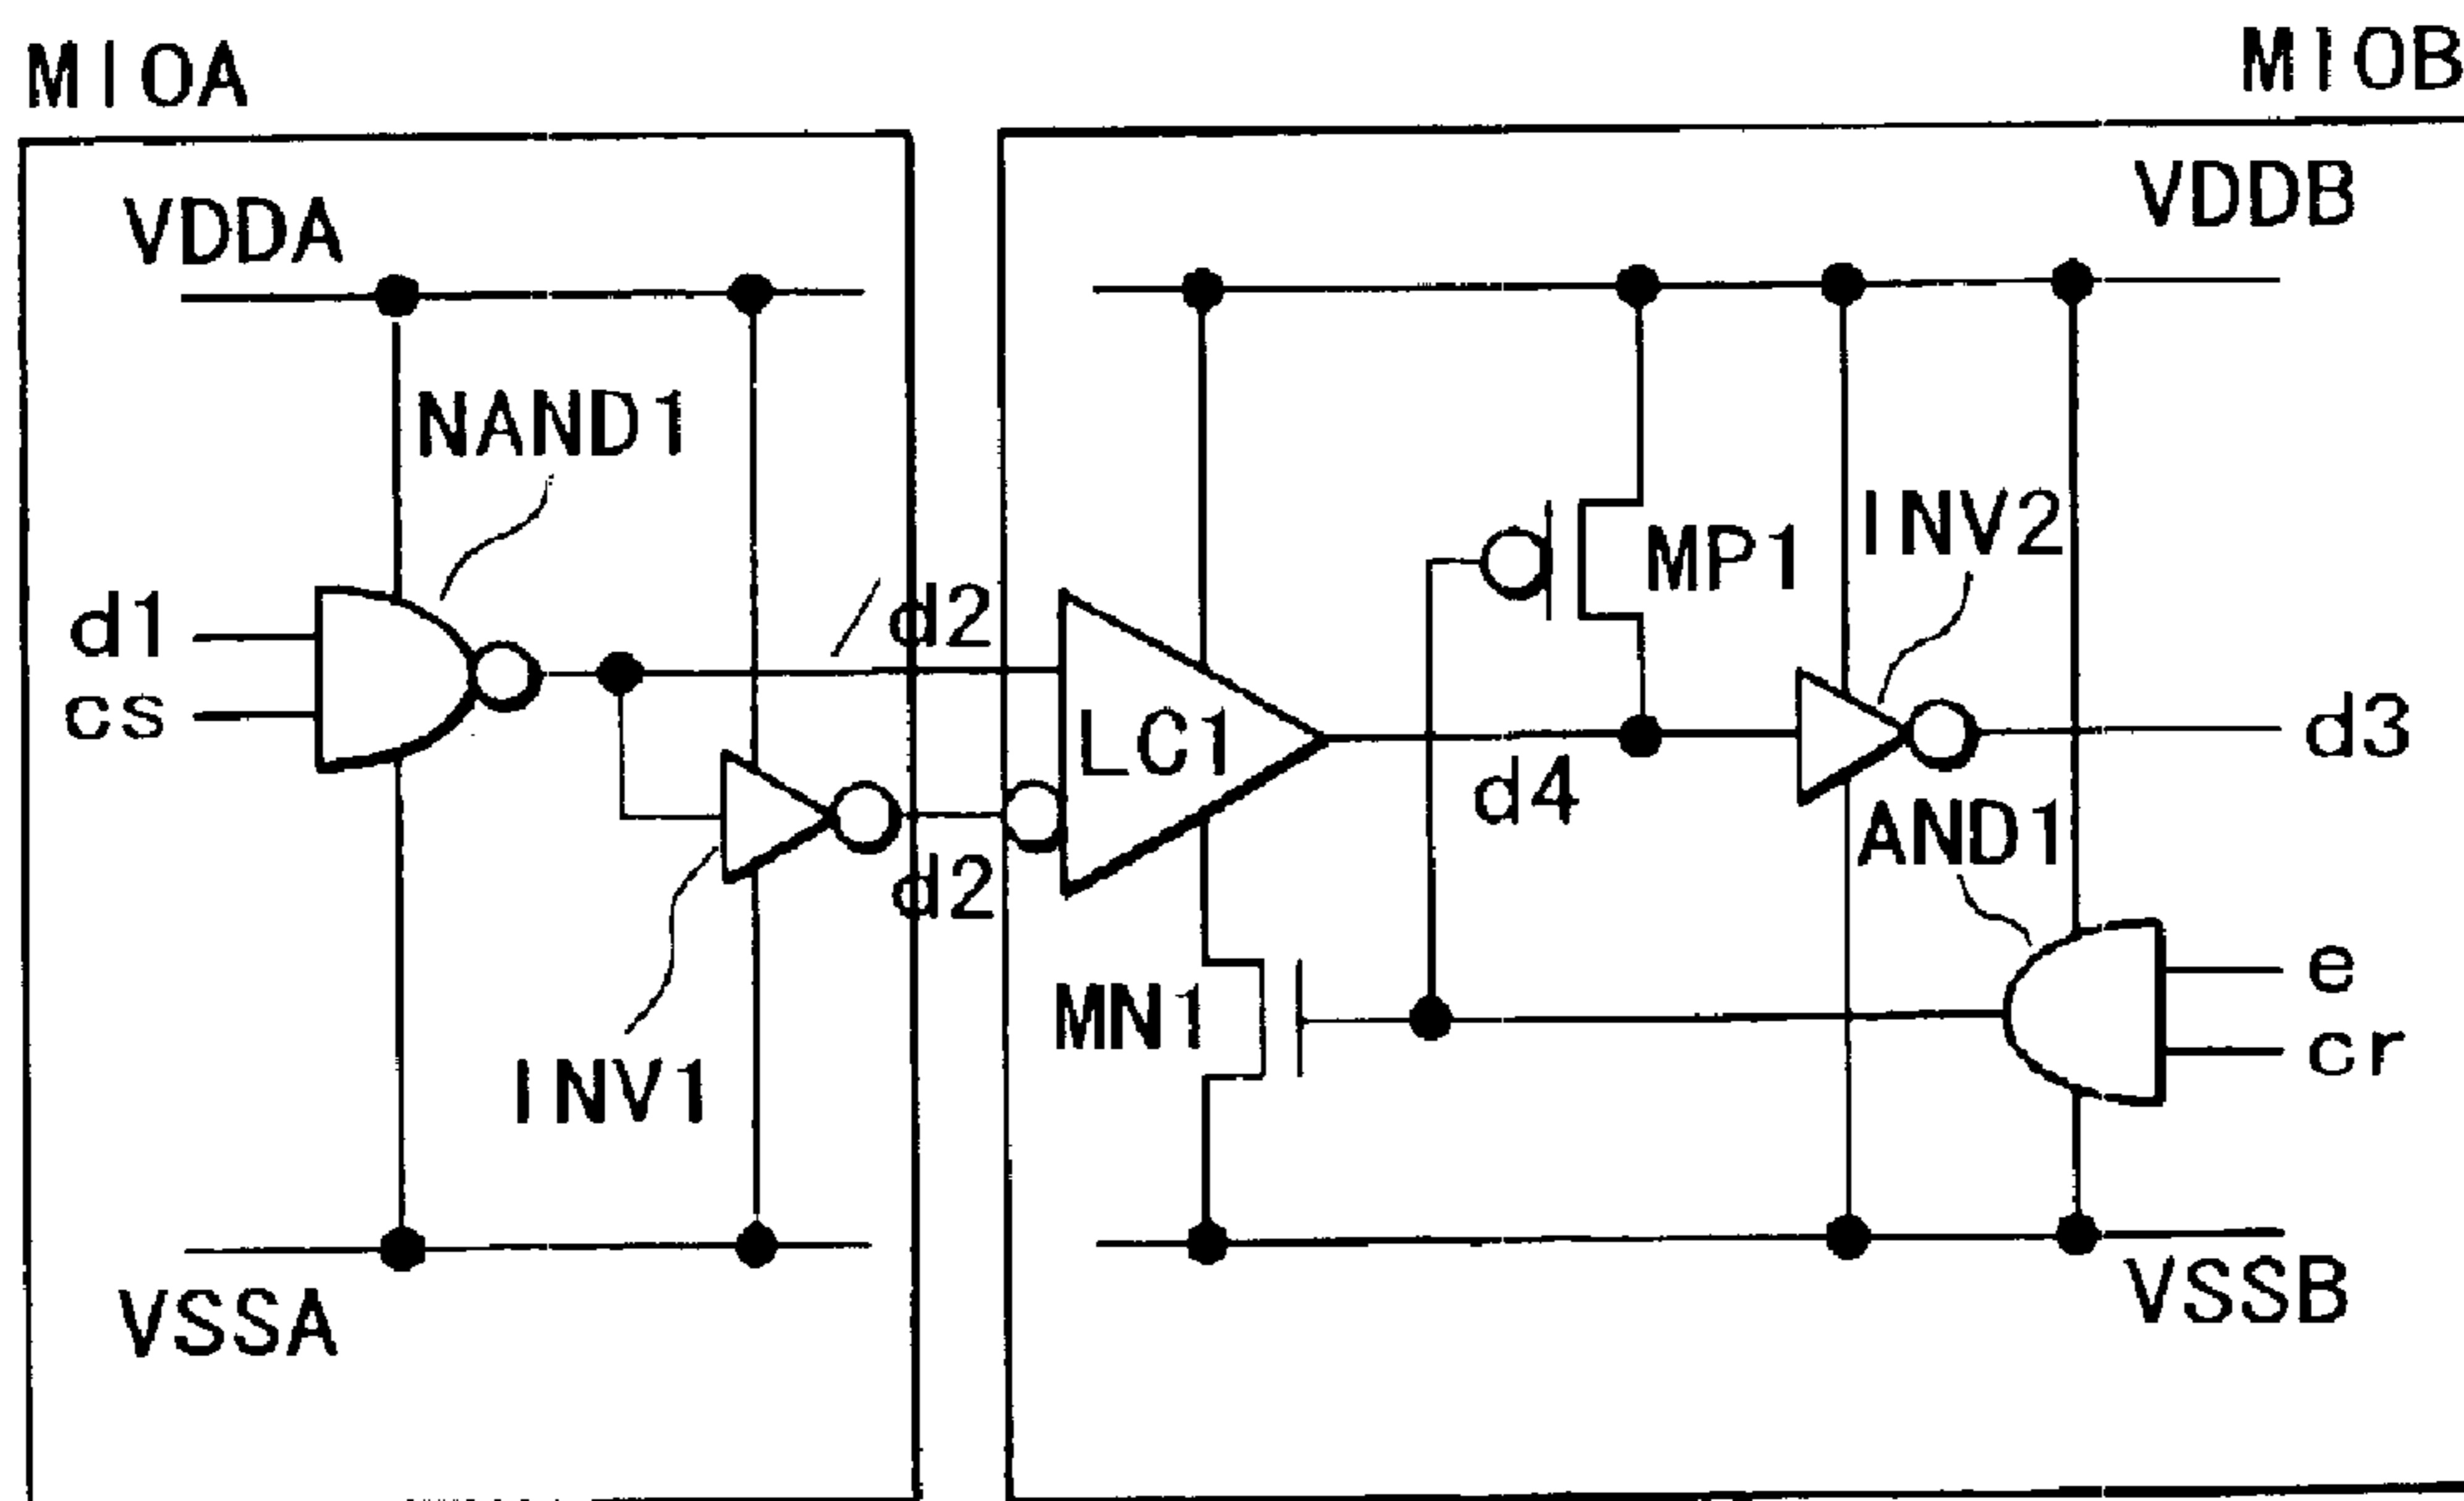 MIOA
MIOB
VDDA
VDDB
NAND1
INV2
MP1
d1
/d2
cs
LC1
d3
d4
AND1
d2
e
MN1
cr
INV1
VSSA
VSSB